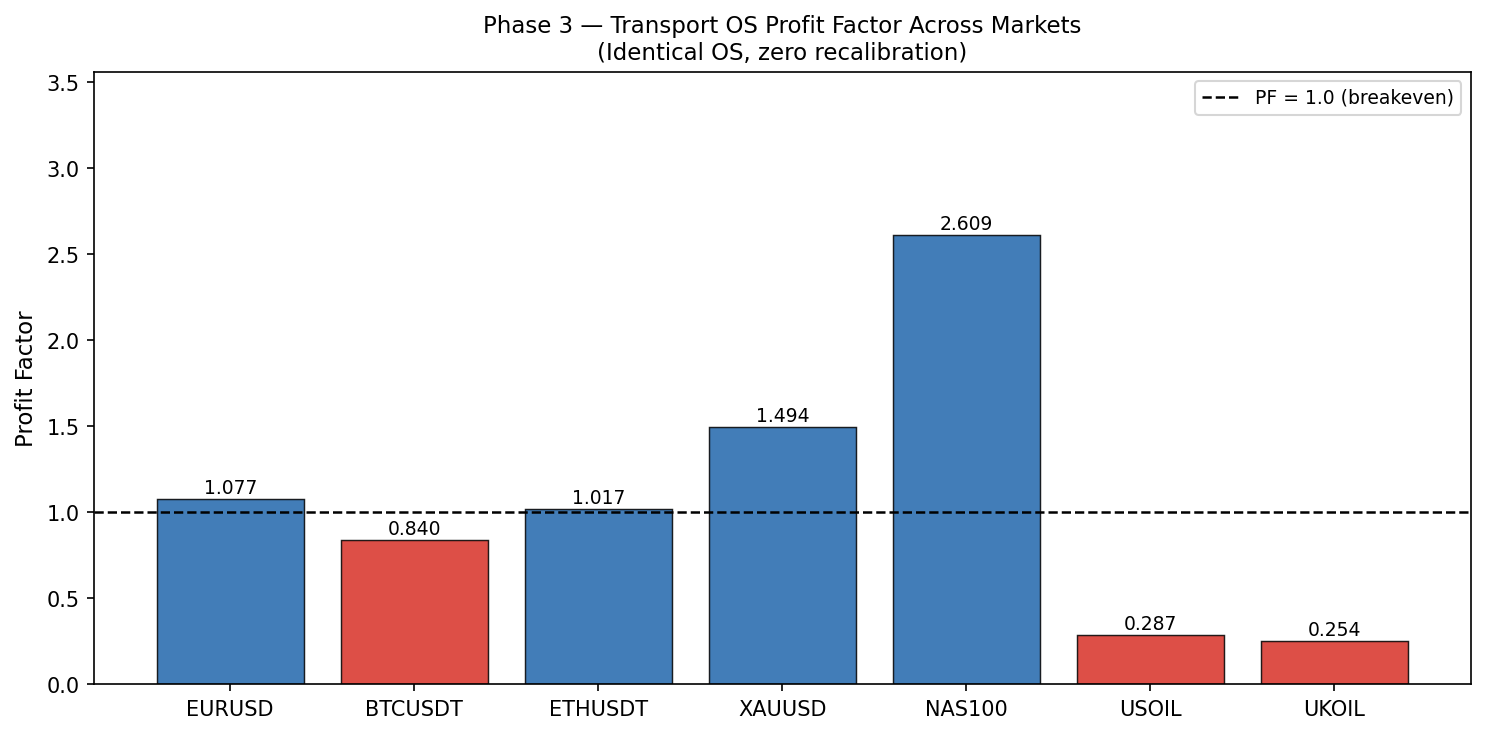 Phase 3 — Transport OS Profit Factor Across Markets
(Identical OS, zero recalibration)
PF = 1.0 (breakeven)
Profit Factor
3.5
3.0
2.5
2.0
1.5
1.0
0.5
0.0
1.077
0.840
1.017
1.494
2.609
0.287
0.254
EURUSD
BTCUSDT
ETHUSDT
XAUUSD
NAS100
USOIL
UKOIL